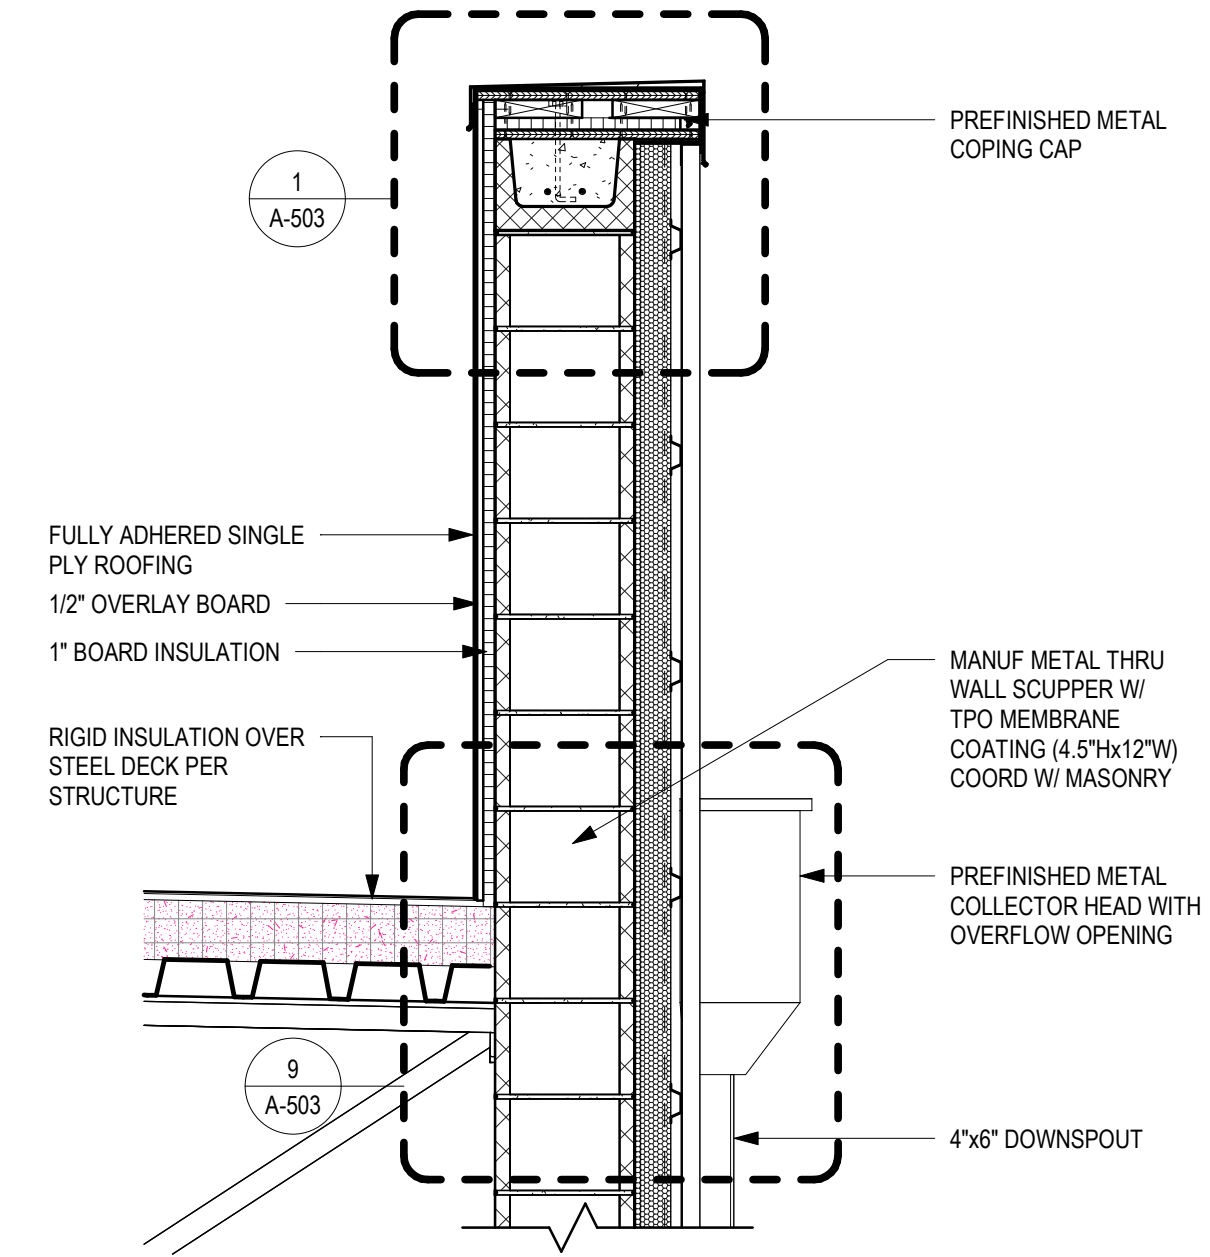 PREFINISHED METAL
COPING CAP
1
A-503
FULLY ADHERED SINGLE
PLY ROOFING
1/2" OVERLAY BOARD
1" BOARD INSULATION
RIGID INSULATION OVER
STEEL DECK PER
STRUCTURE
MANUF METAL THRU
WALL SCUPPER W/
TPO MEMBRANE
COATING (4.5"Hx12"W)
COORD W/ MASONRY
PREFINISHED METAL
COLLECTOR HEAD WITH
OVERFLOW OPENING
9
A-503
4"x6" DOWNSPOUT